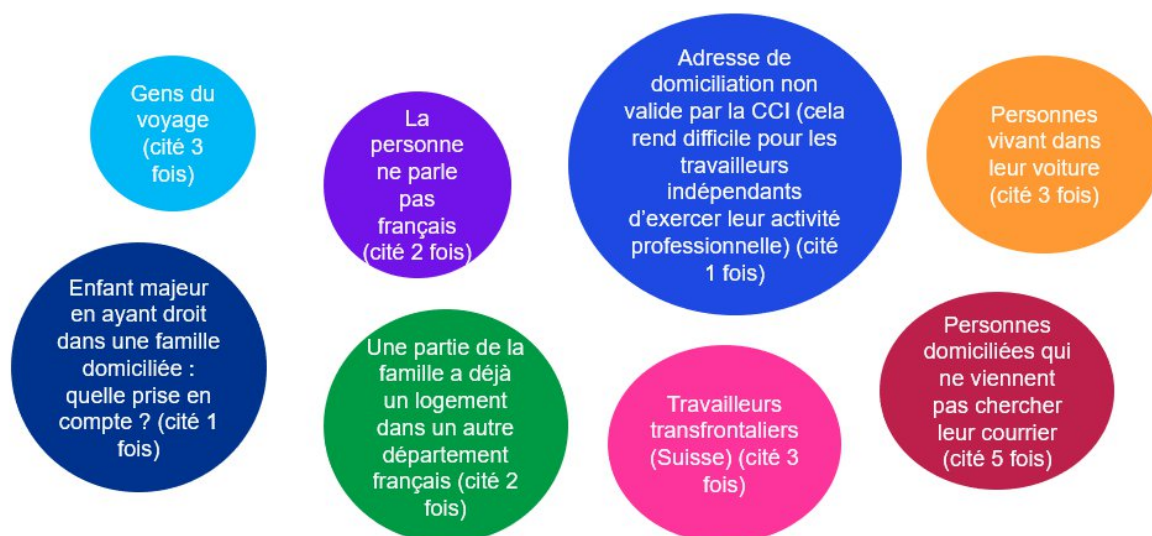 Gens du
voyage
(cité 3
fois)
La
personne
ne parle
pas
français
(cité 2 fois)
Adresse de
domiciliation non
valide par la CCI (cela
rend difficile pour les
travailleurs
indépendants
d’exercer leur activité
professionnelle) (cité
1 fois)
Personnes
vivant dans
leur voiture
(cité 3 fois)
Enfant majeur
en ayant droit
dans une famille
domiciliée :
quelle prise en
compte ? (cité 1
fois)
Une partie de la
famille a déjà
un logement
dans un autre
département
français (cité 2
fois)
Travailleurs
transfrontaliers
(Suisse) (cité 3
fois)
Personnes
domiciliées qui
ne viennent
pas chercher
leur courrier
(cité 5 fois)